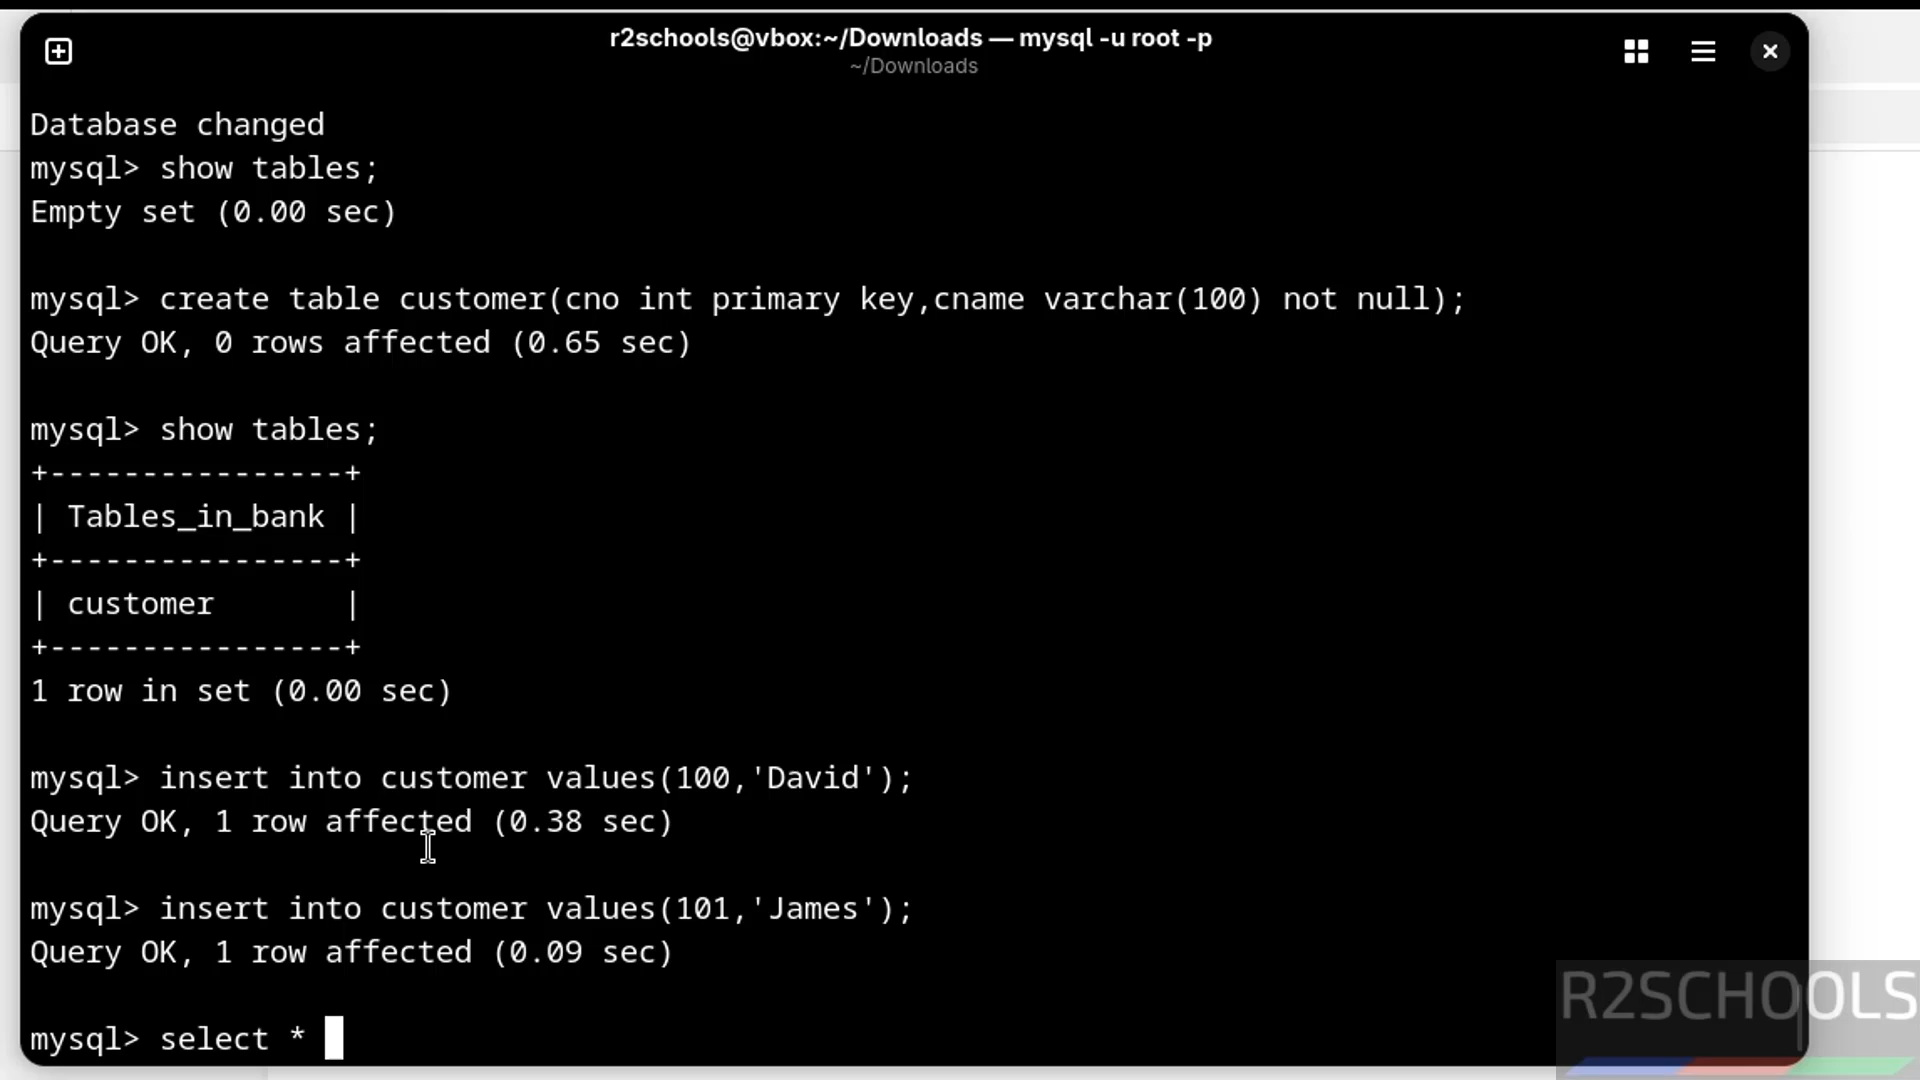 r2schools@vbox:~/Downloads — mysql -u root -p
~/Downloads
Database changed
mysql> show tables;
Empty set (0.00 sec)
mysql> create table customer(cno int primary key,cname varchar(100) not null);
Query OK, 0 rows affected (0.65 sec)
mysql> show tables;
+----------------+
| Tables_in_bank |
+----------------+
| customer       |
+----------------+
1 row in set (0.00 sec)
mysql> insert into customer values(100,'David');
Query OK, 1 row affected (0.38 sec)
mysql> insert into customer values(101,'James');
Query OK, 1 row affected (0.09 sec)
mysql> select *
R2SCHOOLS